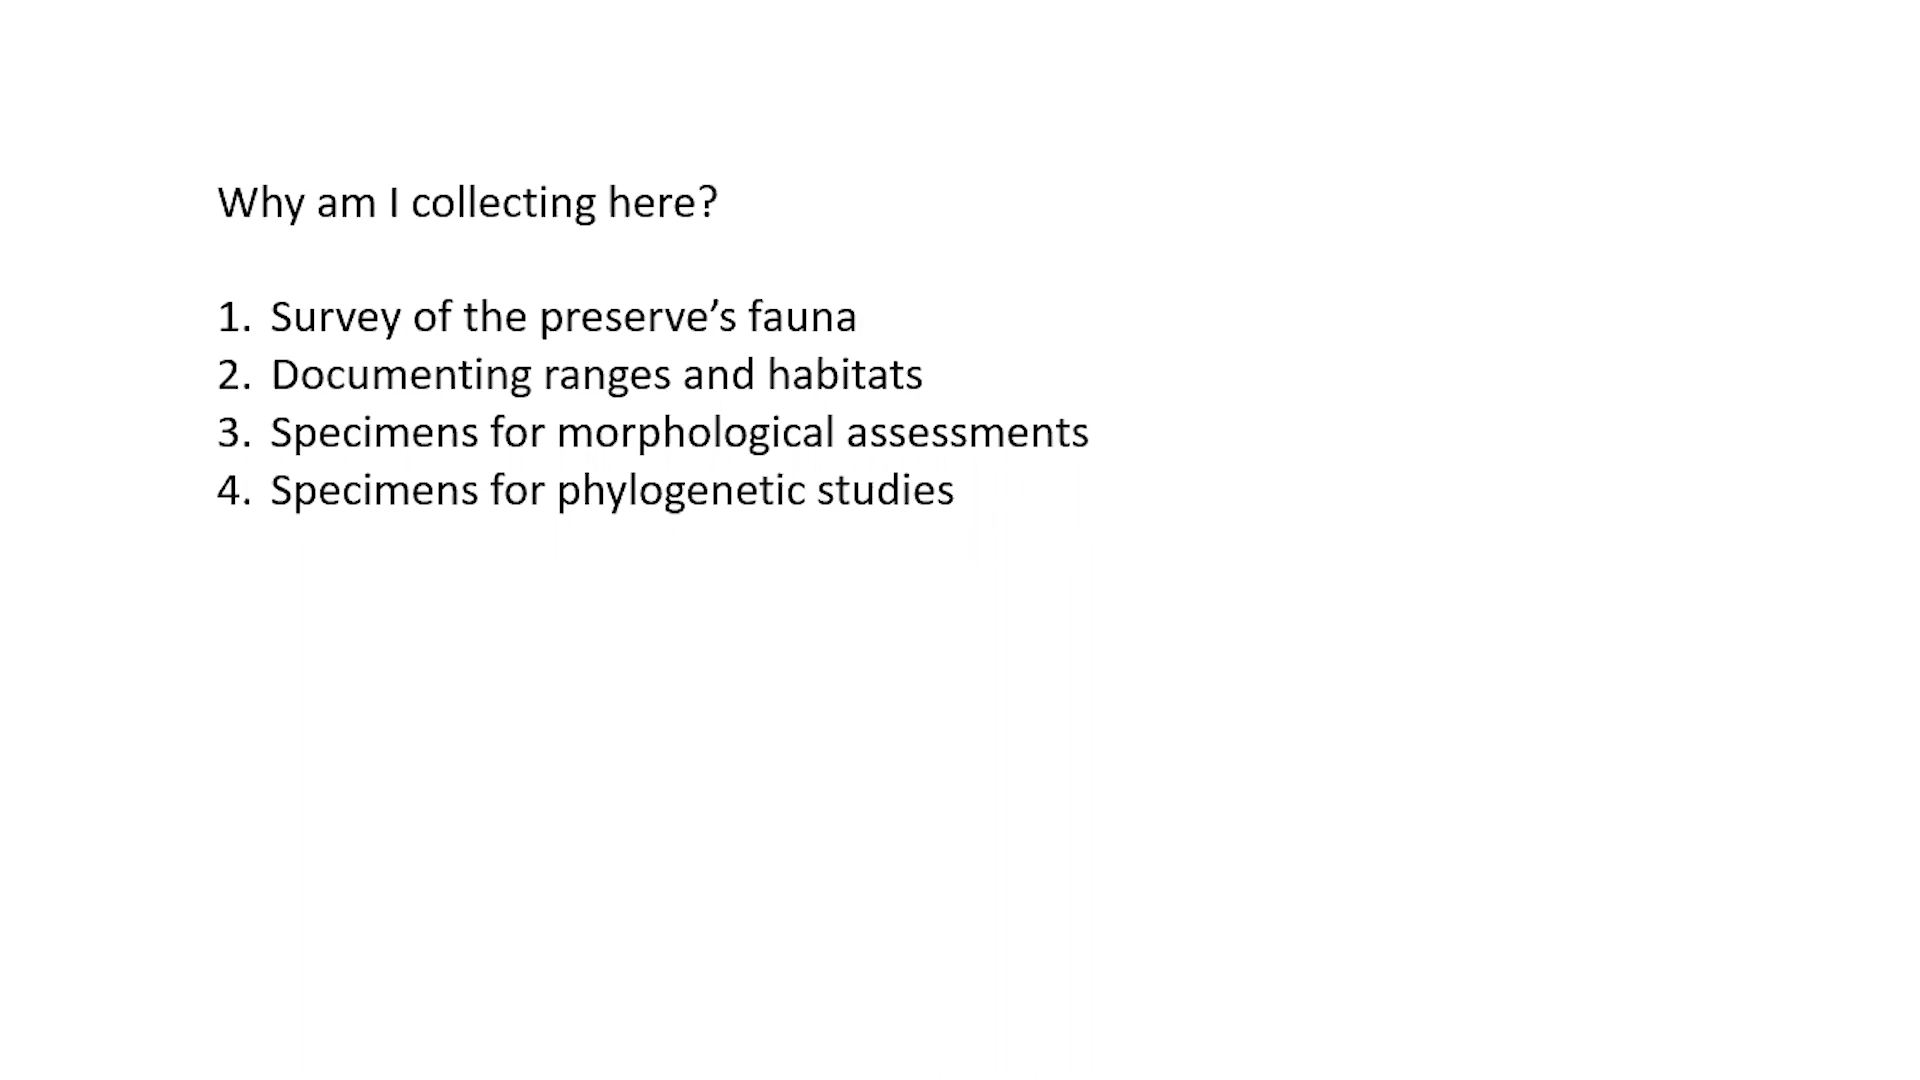 Why am I collecting here?
1. Survey of the preserve’s fauna
2. Documenting ranges and habitats
3. Specimens for morphological assessments
4. Specimens for phylogenetic studies